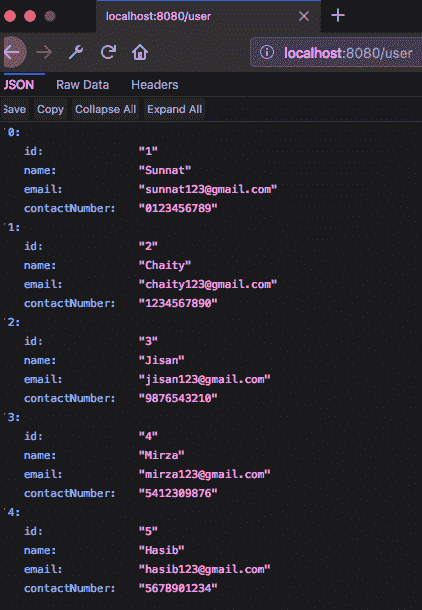 localhost:8080/user
localhost:8080/user
JSON Raw Data Headers
Save Copy Collapse All Expand All
0:
id: "1"
name: "Sunnat"
email: "sunnat123@gmail.com"
contactNumber: "0123456789"
1:
id: "2"
name: "Chaity"
email: "chaity123@gmail.com"
contactNumber: "1234567890"
2:
id: "3"
name: "Jisan"
email: "jisan123@gmail.com"
contactNumber: "9876543210"
3:
id: "4"
name: "Mirza"
email: "mirza123@gmail.com"
contactNumber: "5412309876"
4:
id: "5"
name: "Hasib"
email: "hasib123@gmail.com"
contactNumber: "5678901234"